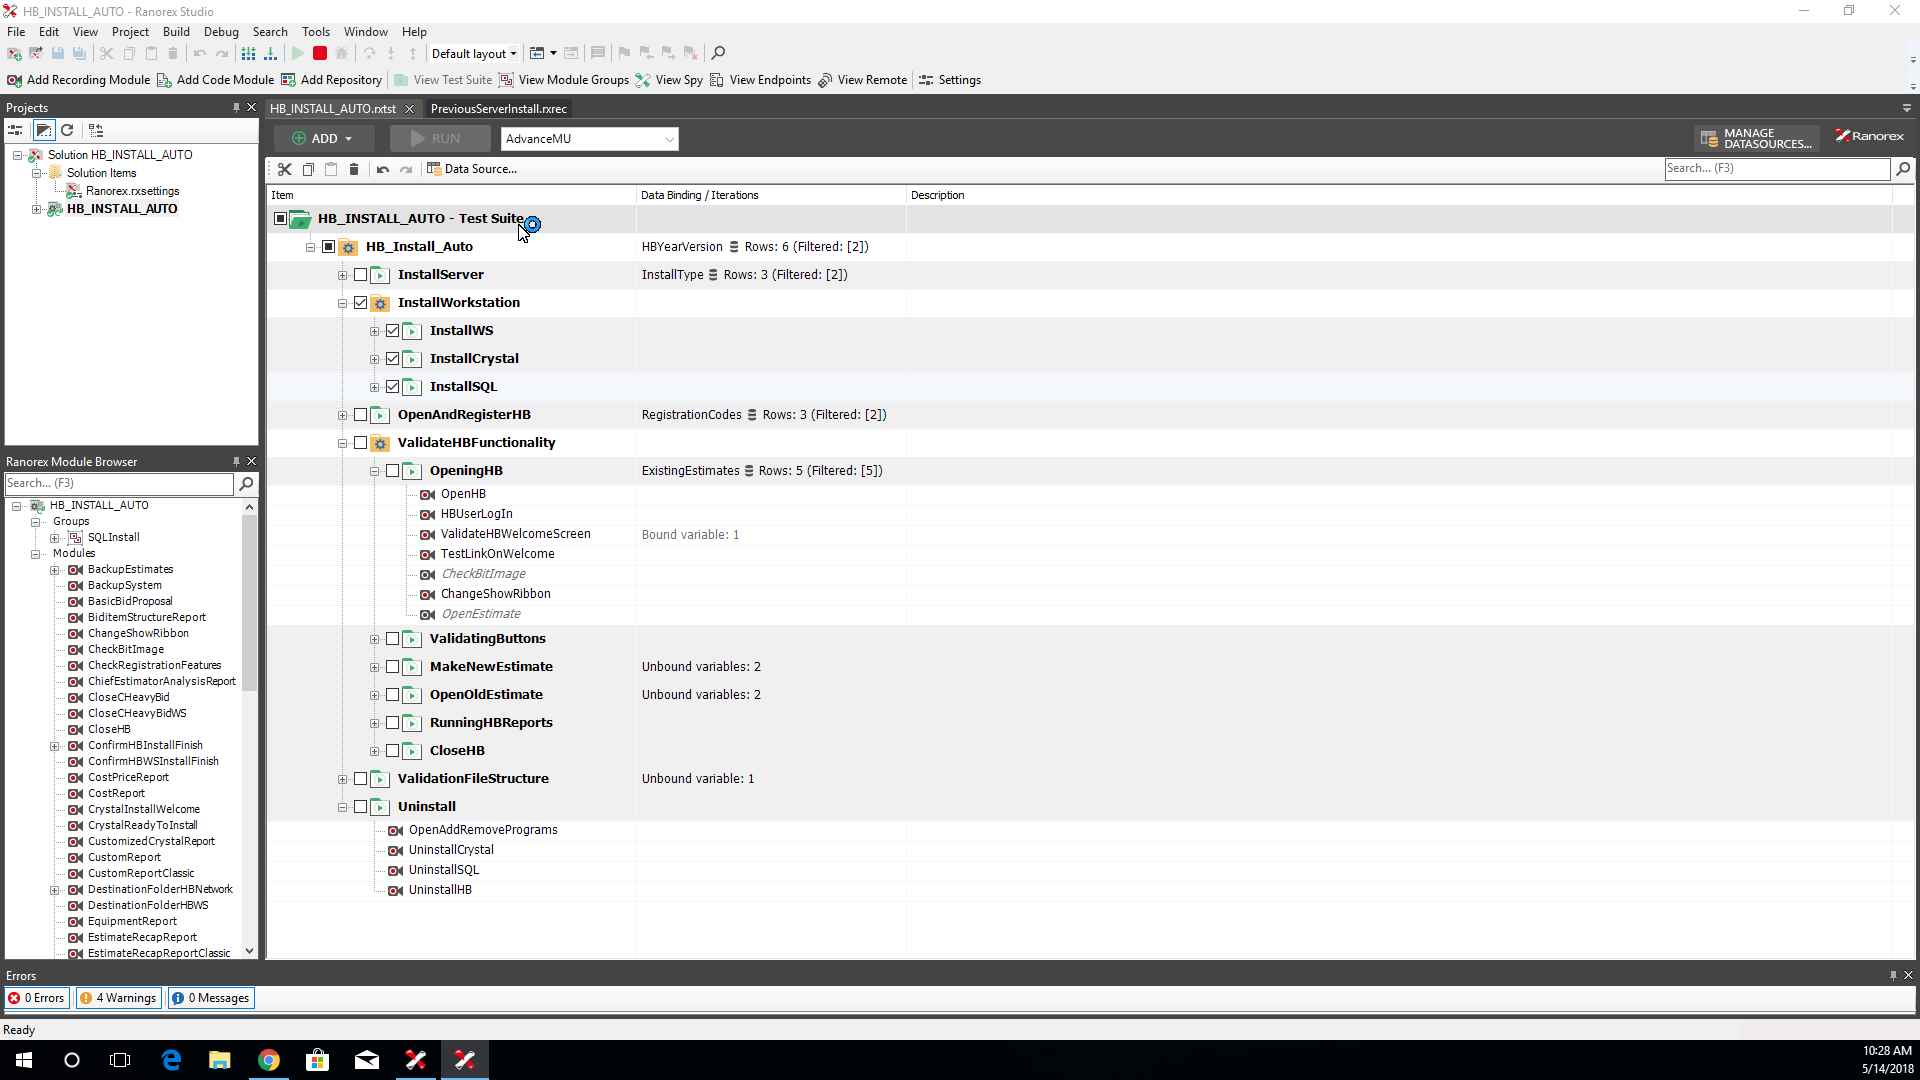 HB_INSTALL_AUTO - Ranorex Studio
File Edit View Project Build Debug Search Tools Window Help
Default layout
Add Recording Module Add Code Module Add Repository View Test Suite View Module Groups View Spy View Endpoints View Remote Settings
Projects
HB_INSTALL_AUTO.rxtst PreviousServerInstall.rxrec
ADD RUN AdvanceMU
MANAGE
DATASOURCES...
Ranorex
Solution HB_INSTALL_AUTO
Solution Items
Ranorex.rxsettings
HB_INSTALL_AUTO
Data Source...
Search... (F3)
Item Data Binding / Iterations Description
HB_INSTALL_AUTO - Test Suite
HB_Install_Auto HBYearVersion Rows: 6 (Filtered: [2])
InstallServer InstallType Rows: 3 (Filtered: [2])
InstallWorkstation
InstallWS
InstallCrystal
InstallSQL
OpenAndRegisterHB RegistrationCodes Rows: 3 (Filtered: [2])
ValidateHBFunctionality
OpeningHB ExistingEstimates Rows: 5 (Filtered: [5])
OpenHB
HBUserLogIn
ValidateHBWelcomeScreen Bound variable: 1
TestLinkOnWelcome
CheckBitImage
ChangeShowRibbon
OpenEstimate
ValidatingButtons
MakeNewEstimate Unbound variables: 2
OpenOldEstimate Unbound variables: 2
RunningHBReports
CloseHB
ValidationFileStructure Unbound variable: 1
Uninstall
OpenAddRemovePrograms
UninstallCrystal
UninstallSQL
UninstallHB
Ranorex Module Browser
Search... (F3)
HB_INSTALL_AUTO
Groups
SQLInstall
Modules
BackupEstimates
BackupSystem
BasicBidProposal
BiditemStructureReport
ChangeShowRibbon
CheckBitImage
CheckRegistrationFeatures
ChiefEstimatorAnalysisReport
CloseCHeavyBid
CloseCHeavyBidWS
CloseHB
ConfirmHBInstallFinish
ConfirmHBWSInstallFinish
CostPriceReport
CostReport
CrystalInstallWelcome
CrystalReadyToInstall
CustomizedCrystalReport
CustomReport
CustomReportClassic
DestinationFolderHBNetwork
DestinationFolderHBWS
EquipmentReport
EstimateRecapReport
EstimateRecapReportClassic
Errors
0 Errors 4 Warnings 0 Messages
Ready
10:28 AM
5/14/2018